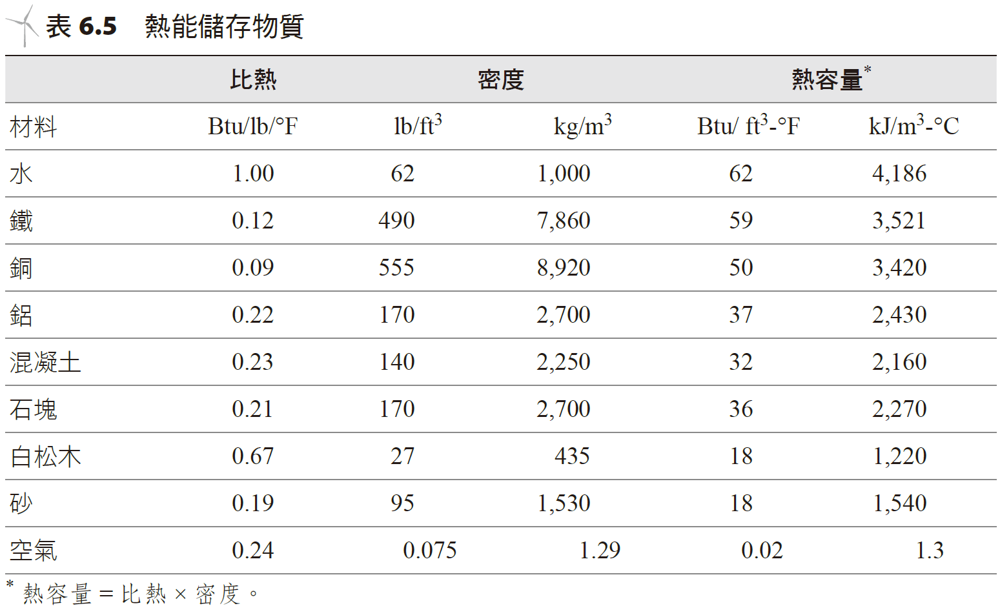 表 6.5 熱能儲存物質
比熱 密度 熱容量*
材料 Btu/lb/°F lb/ft³ kg/m³ Btu/ ft³-°F kJ/m³-°C
水 1.00 62 1,000 62 4,186
鐵 0.12 490 7,860 59 3,521
銅 0.09 555 8,920 50 3,420
鋁 0.22 170 2,700 37 2,430
混凝土 0.23 140 2,250 32 2,160
石塊 0.21 170 2,700 36 2,270
白松木 0.67 27 435 18 1,220
砂 0.19 95 1,530 18 1,540
空氣 0.24 0.075 1.29 0.02 1.3
* 熱容量＝比熱 × 密度。